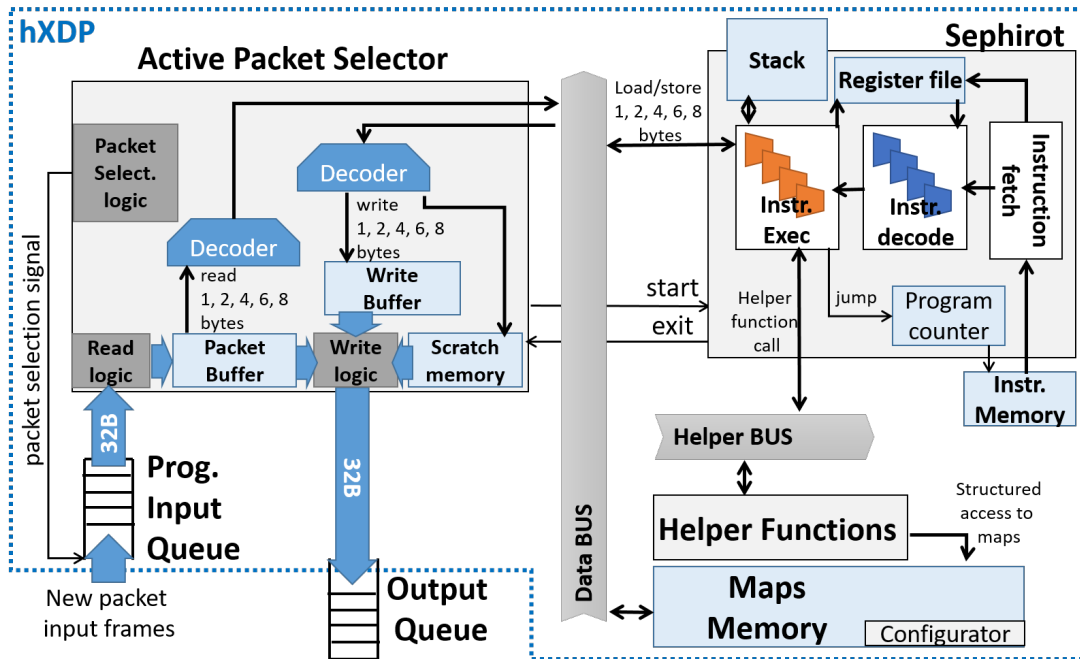 hXDP
Active Packet Selector
Packet
Select.
logic
packet selection signal
Decoder
read
1, 2, 4, 6, 8
bytes
Decoder
write
1, 2, 4, 6, 8
bytes
Write
Buffer
Read
logic
Packet
Buffer
Write
logic
Scratch
memory
32B
32B
Prog.
Input
Queue
New packet
input frames
Output
Queue
Data BUS
Load/store
1, 2, 4, 6, 8
bytes
start
exit
Sephirot
Stack
Register file
Instr.
Exec
Instr.
decode
Instruction
fetch
Helper
function
call
jump
Program
counter
Instr.
Memory
Helper BUS
Helper Functions
Structured
access to
maps
Maps
Memory
Configurator